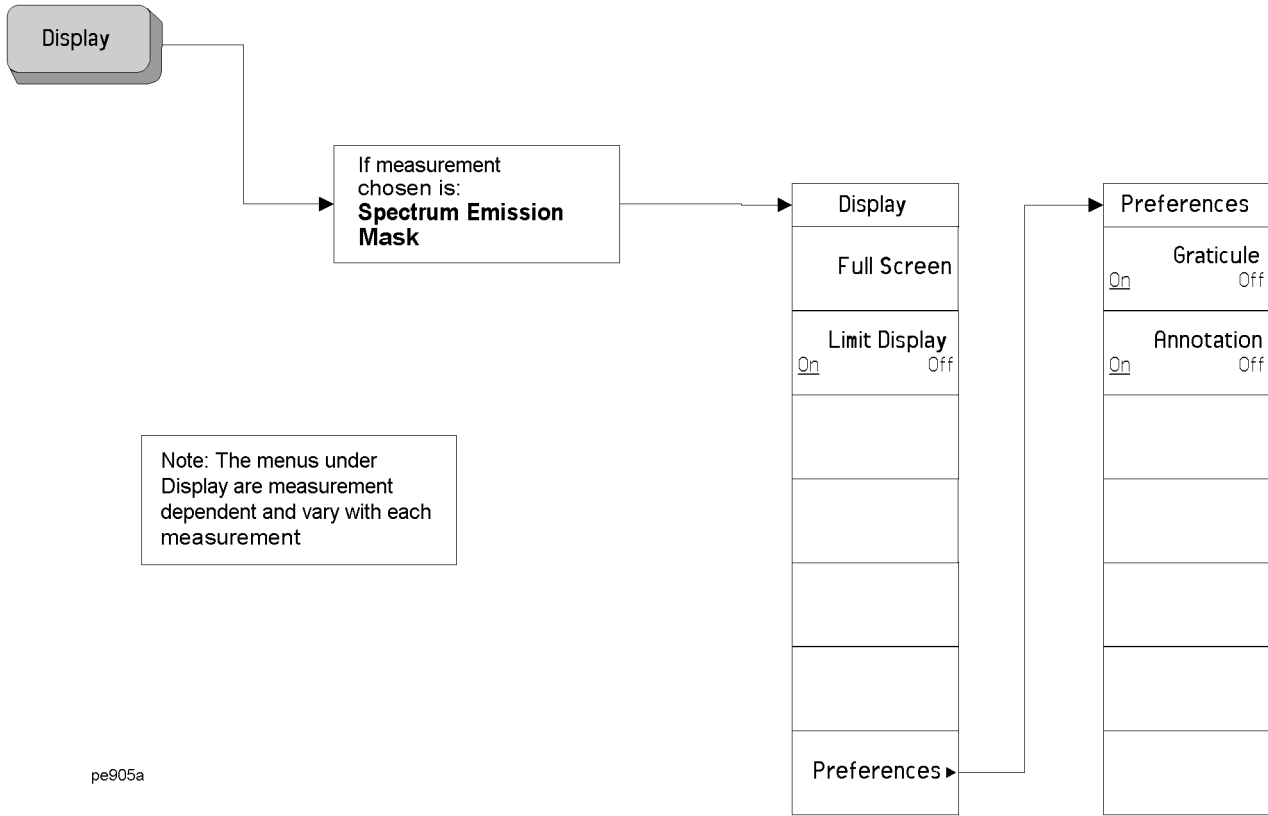 Display
If measurement
chosen is:
Spectrum Emission
Mask
Display
Full Screen
Limit Display
On Off
Preferences
Preferences
Graticule
On Off
Annotation
On Off
Note: The menus under
Display are measurement
dependent and vary with each
measurement
pe905a